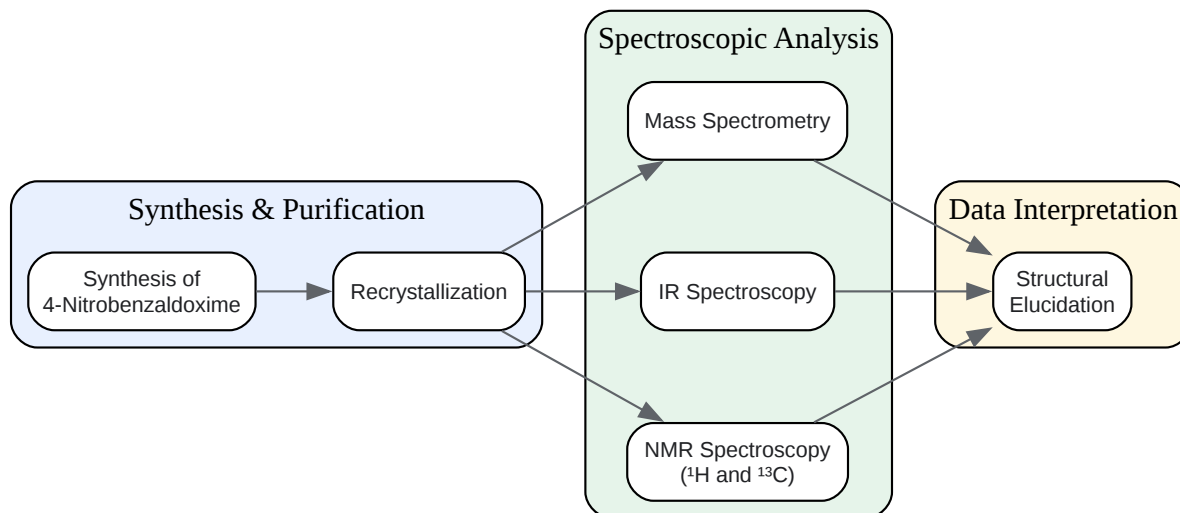 Spectroscopic Analysis
Mass Spectrometry
Synthesis & Purification
Data Interpretation
Synthesis of
4-Nitrobenzaldoxime
Recrystallization
IR Spectroscopy
Structural
Elucidation
NMR Spectroscopy
(¹H and ¹³C)